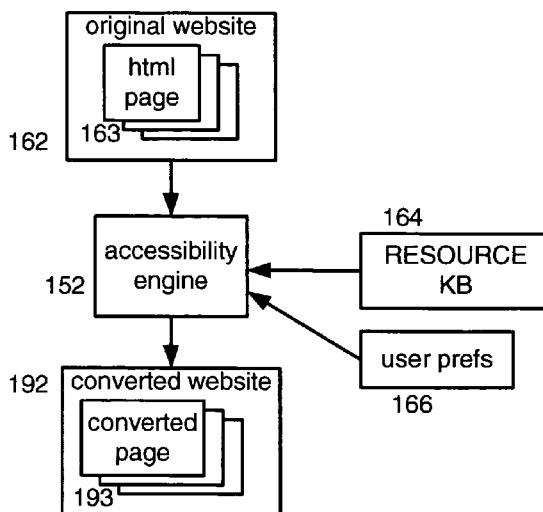 original website
html
page
163
162
accessibility
engine
152
164
RESOURCE
KB
user prefs
166
192
converted website
converted
page
193